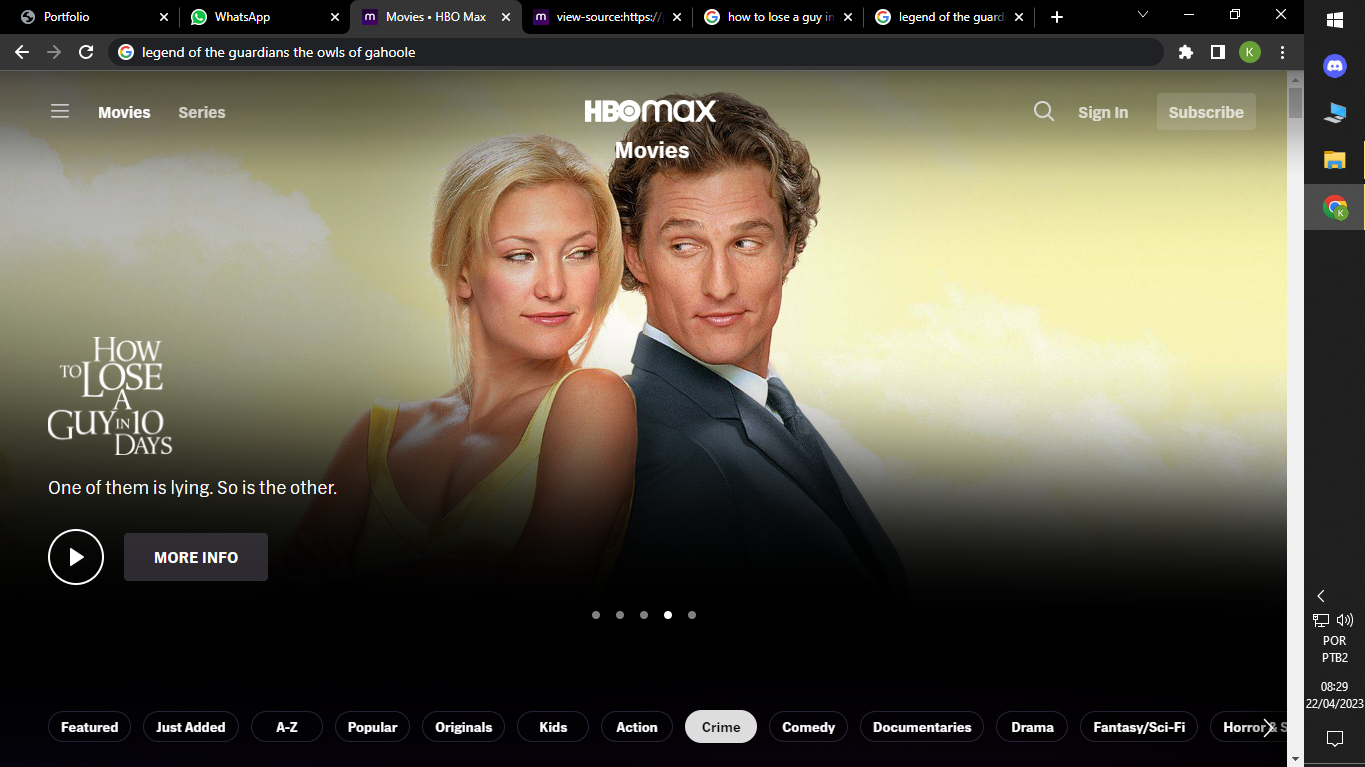 Portfolio
WhatsApp
Movies • HBO Max
view-source:https://
how to lose a guy in
legend of the guard
legend of the guardians the owls of gahoole
K
Movies Series
HBOMAX
Sign In Subscribe
Movies
HOW
TO LOSE
A
GUY IN 10
DAYS
One of them is lying. So is the other.
MORE INFO
Featured Just Added A-Z Popular Originals Kids Action Crime Comedy Documentaries Drama Fantasy/Sci-Fi Horror & S
K
POR
PTB2
08:29
22/04/2023